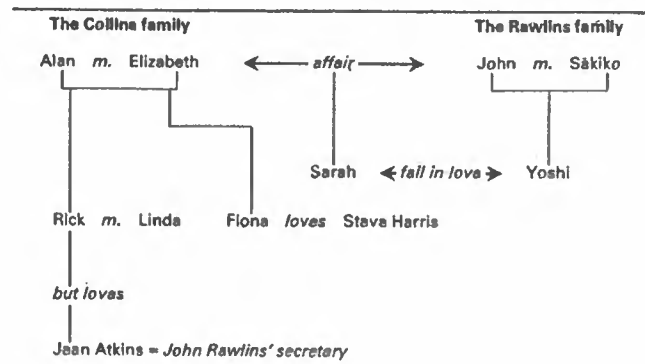 The Collins family The Rawlins family
Alan m. Elizabeth affair John m. Sakiko
Sarah fall in love Yoshi
Rick m. Linda Fiona loves Steve Harris
but loves
Jean Atkins = John Rawlins' secretary